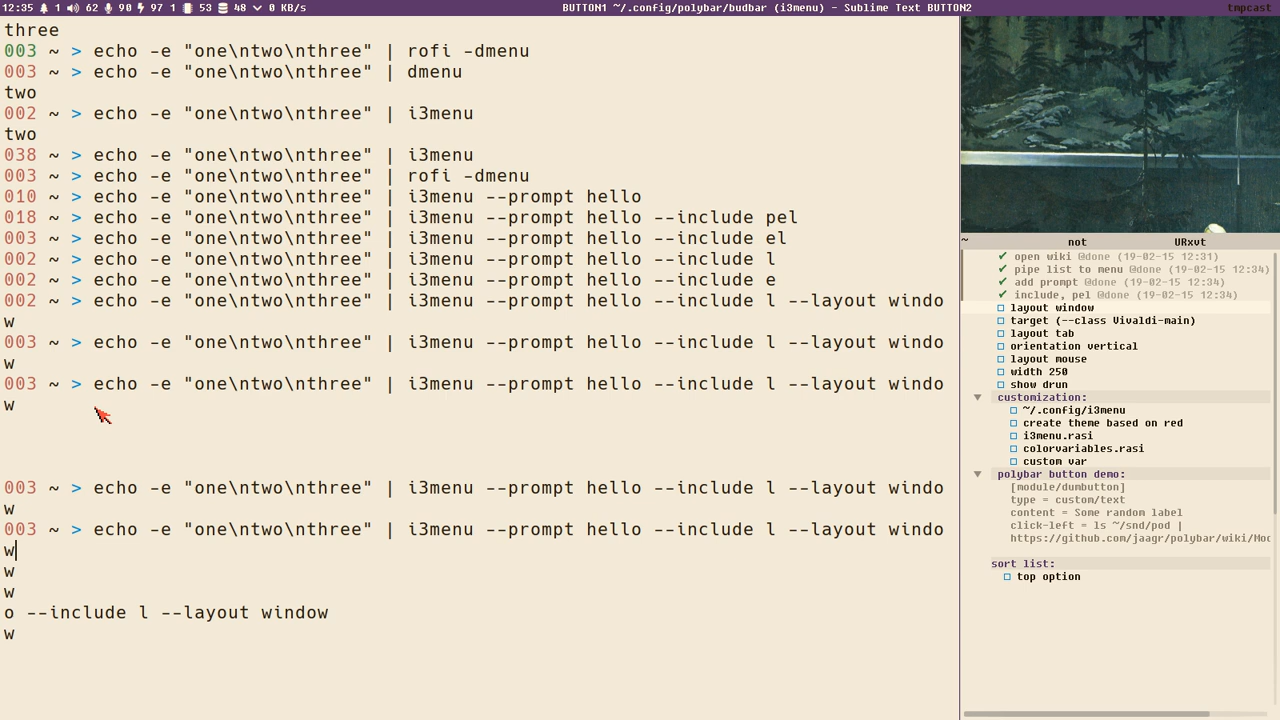 12:35 1 62 90 97 1 53 48 0 KB/s BUTTON1 ~/.config/polybar/budbar (i3menu) - Sublime Text BUTTON2 tmpcast
three
003 ~ > echo -e "one\ntwo\nthree" | rofi -dmenu
003 ~ > echo -e "one\ntwo\nthree" | dmenu
two
002 ~ > echo -e "one\ntwo\nthree" | i3menu
two
038 ~ > echo -e "one\ntwo\nthree" | i3menu
003 ~ > echo -e "one\ntwo\nthree" | rofi -dmenu
010 ~ > echo -e "one\ntwo\nthree" | i3menu --prompt hello
018 ~ > echo -e "one\ntwo\nthree" | i3menu --prompt hello --include pel
003 ~ > echo -e "one\ntwo\nthree" | i3menu --prompt hello --include el
002 ~ > echo -e "one\ntwo\nthree" | i3menu --prompt hello --include l
002 ~ > echo -e "one\ntwo\nthree" | i3menu --prompt hello --include e
002 ~ > echo -e "one\ntwo\nthree" | i3menu --prompt hello --include l --layout windo
w
003 ~ > echo -e "one\ntwo\nthree" | i3menu --prompt hello --include l --layout windo
w
003 ~ > echo -e "one\ntwo\nthree" | i3menu --prompt hello --include l --layout windo
w
003 ~ > echo -e "one\ntwo\nthree" | i3menu --prompt hello --include l --layout windo
w
003 ~ > echo -e "one\ntwo\nthree" | i3menu --prompt hello --include l --layout windo
w
w
w
o --include l --layout window
w
~ not URxvt
✔ open wiki @done (19-02-15 12:31)
✔ pipe list to menu @done (19-02-15 12:34)
✔ add prompt @done (19-02-15 12:34)
✔ include, pel @done (19-02-15 12:34)
☐ layout window
☐ target (--class Vivaldi-main)
☐ layout tab
☐ orientation vertical
☐ layout mouse
☐ width 250
☐ show drun
▼ customization:
☐ ~/.config/i3menu
☐ create theme based on red
☐ i3menu.rasi
☐ colorvariables.rasi
☐ custom var
▼ polybar button demo:
[module/dumbutton]
type = custom/text
content = Some random label
click-left = ls ~/snd/pod |
https://github.com/jaagr/polybar/wiki/Mod
sort list:
☐ top option